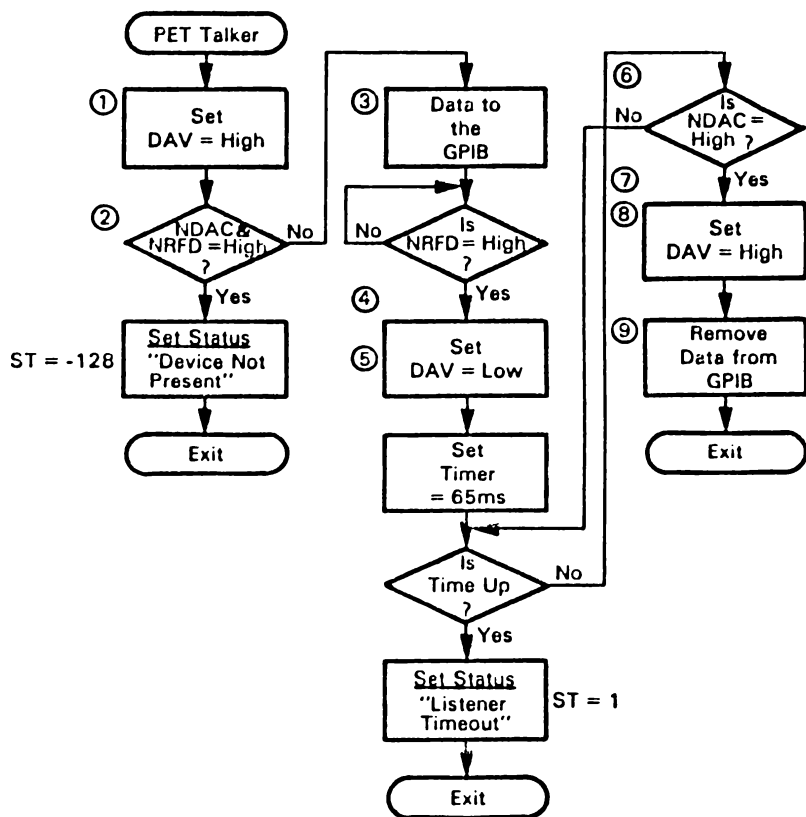 PET Talker
①
Set
DAV = High
②
NDAC &
NRFD = High
?
No
Yes
ST = -128
Set Status
"Device Not
Present"
Exit
③
Data to
the
GPIB
Is
NRFD = High
?
No
Yes
④
⑤
Set
DAV = Low
Set
Timer
= 65ms
Is
Time Up
?
No
Yes
Set Status
"Listener
Timeout"
ST = 1
Exit
⑥
Is
NDAC =
High ?
No
⑦
Yes
⑧
Set
DAV = High
⑨
Remove
Data from
GPIB
Exit